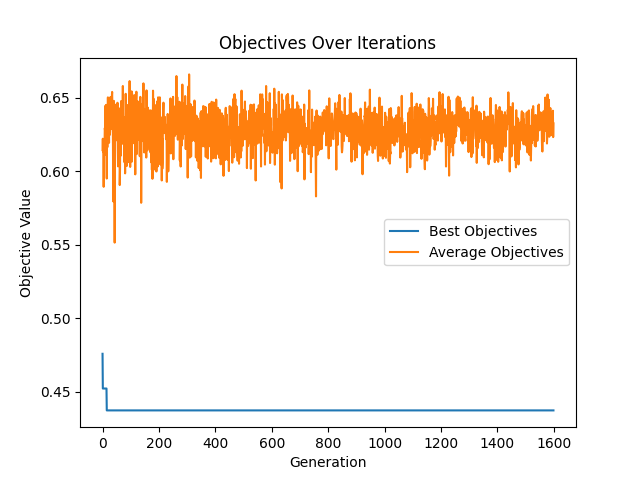 Objectives Over Iterations
Objective Value
0.65
0.60
0.55
0.50
0.45
Best Objectives
Average Objectives
0 200 400 600 800 1000 1200 1400 1600
Generation